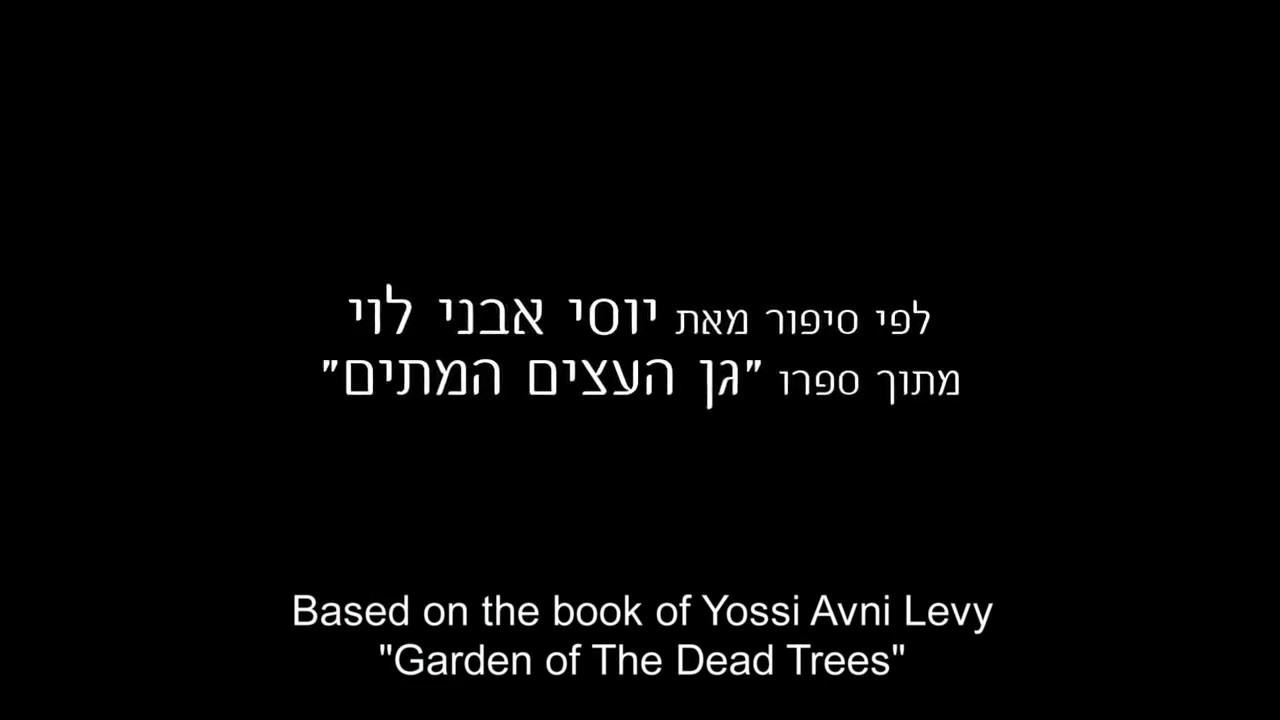 לפי סיפור מאת יוסי אבני לוי
מתוך ספרו "גן העצים המתים"
Based on the book of Yossi Avni Levy
"Garden of The Dead Trees"